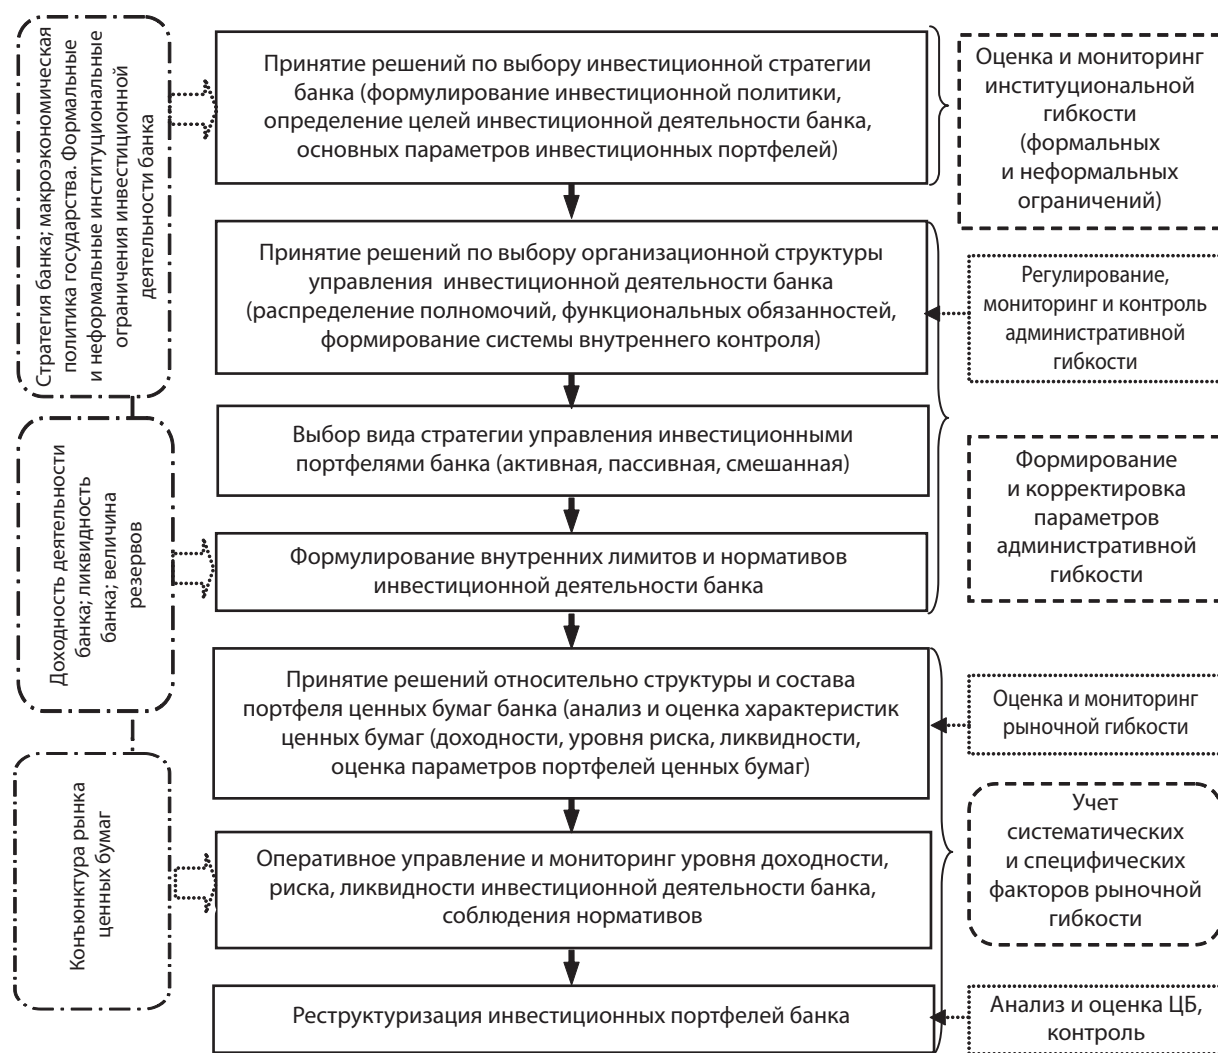 Стратегия банка; макроэкономическая
политика государства. Формальные
и неформальные институциональные
ограничения инвестиционной
деятельности банка
Принятие решений по выбору инвестиционной стратегии
банка (формулирование инвестиционной политики,
определение целей инвестиционной деятельности банка,
основных параметров инвестиционных портфелей)
Оценка и мониторинг
институциональной
гибкости
(формальных
и неформальных
ограничений)
Принятие решений по выбору организационной структуры
управления инвестиционной деятельности банка
(распределение полномочий, функциональных обязанностей,
формирование системы внутреннего контроля)
Регулирование,
мониторинг и контроль
административной
гибкости
Выбор вида стратегии управления инвестиционными
портфелями банка (активная, пассивная, смешанная)
Доходность деятельности
банка; ликвидность
банка; величина
резервов
Формулирование внутренних лимитов и нормативов
инвестиционной деятельности банка
Формирование
и корректировка
параметров
административной
гибкости
Принятие решений относительно структуры и состава
портфеля ценных бумаг банка (анализ и оценка характеристик
ценных бумаг (доходности, уровня риска, ликвидности,
оценка параметров портфелей ценных бумаг)
Оценка и мониторинг
рыночной гибкости
Конъюнктура рынка
ценных бумаг
Оперативное управление и мониторинг уровня доходности,
риска, ликвидности инвестиционной деятельности банка,
соблюдения нормативов
Учет
систематических
и специфических
факторов рыночной
гибкости
Реструктуризация инвестиционных портфелей банка
Анализ и оценка ЦБ,
контроль